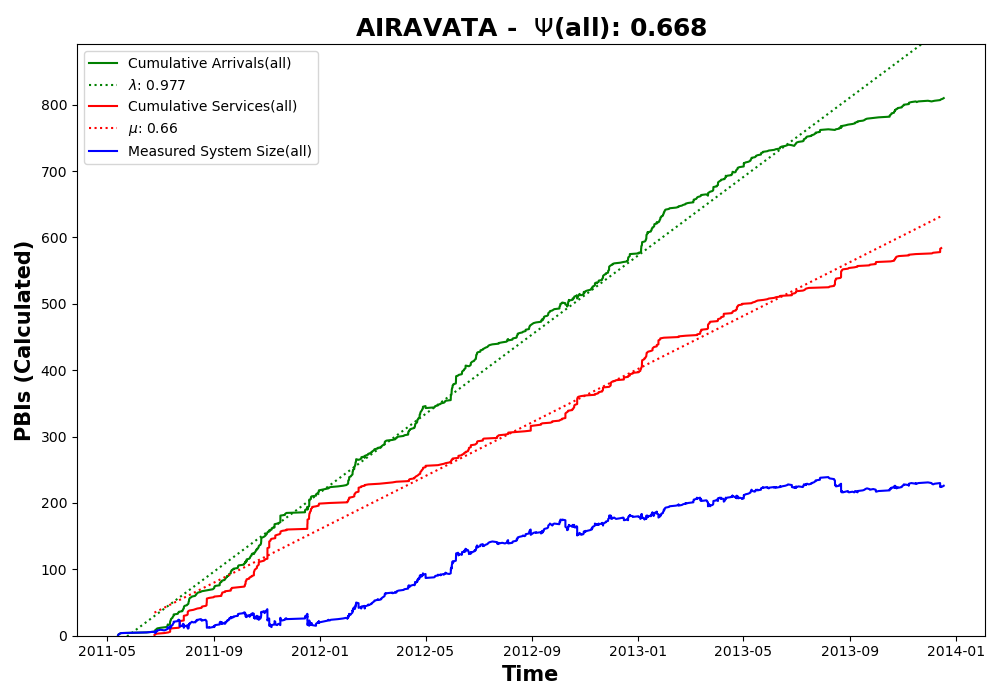 AIRAVATA - Ψ(all): 0.668
Cumulative Arrivals(all)
λ: 0.977
Cumulative Services(all)
μ: 0.66
Measured System Size(all)
PBIs (Calculated)
800
700
600
500
400
300
200
100
0
2011-05 2011-09 2012-01 2012-05 2012-09 2013-01 2013-05 2013-09 2014-01
Time